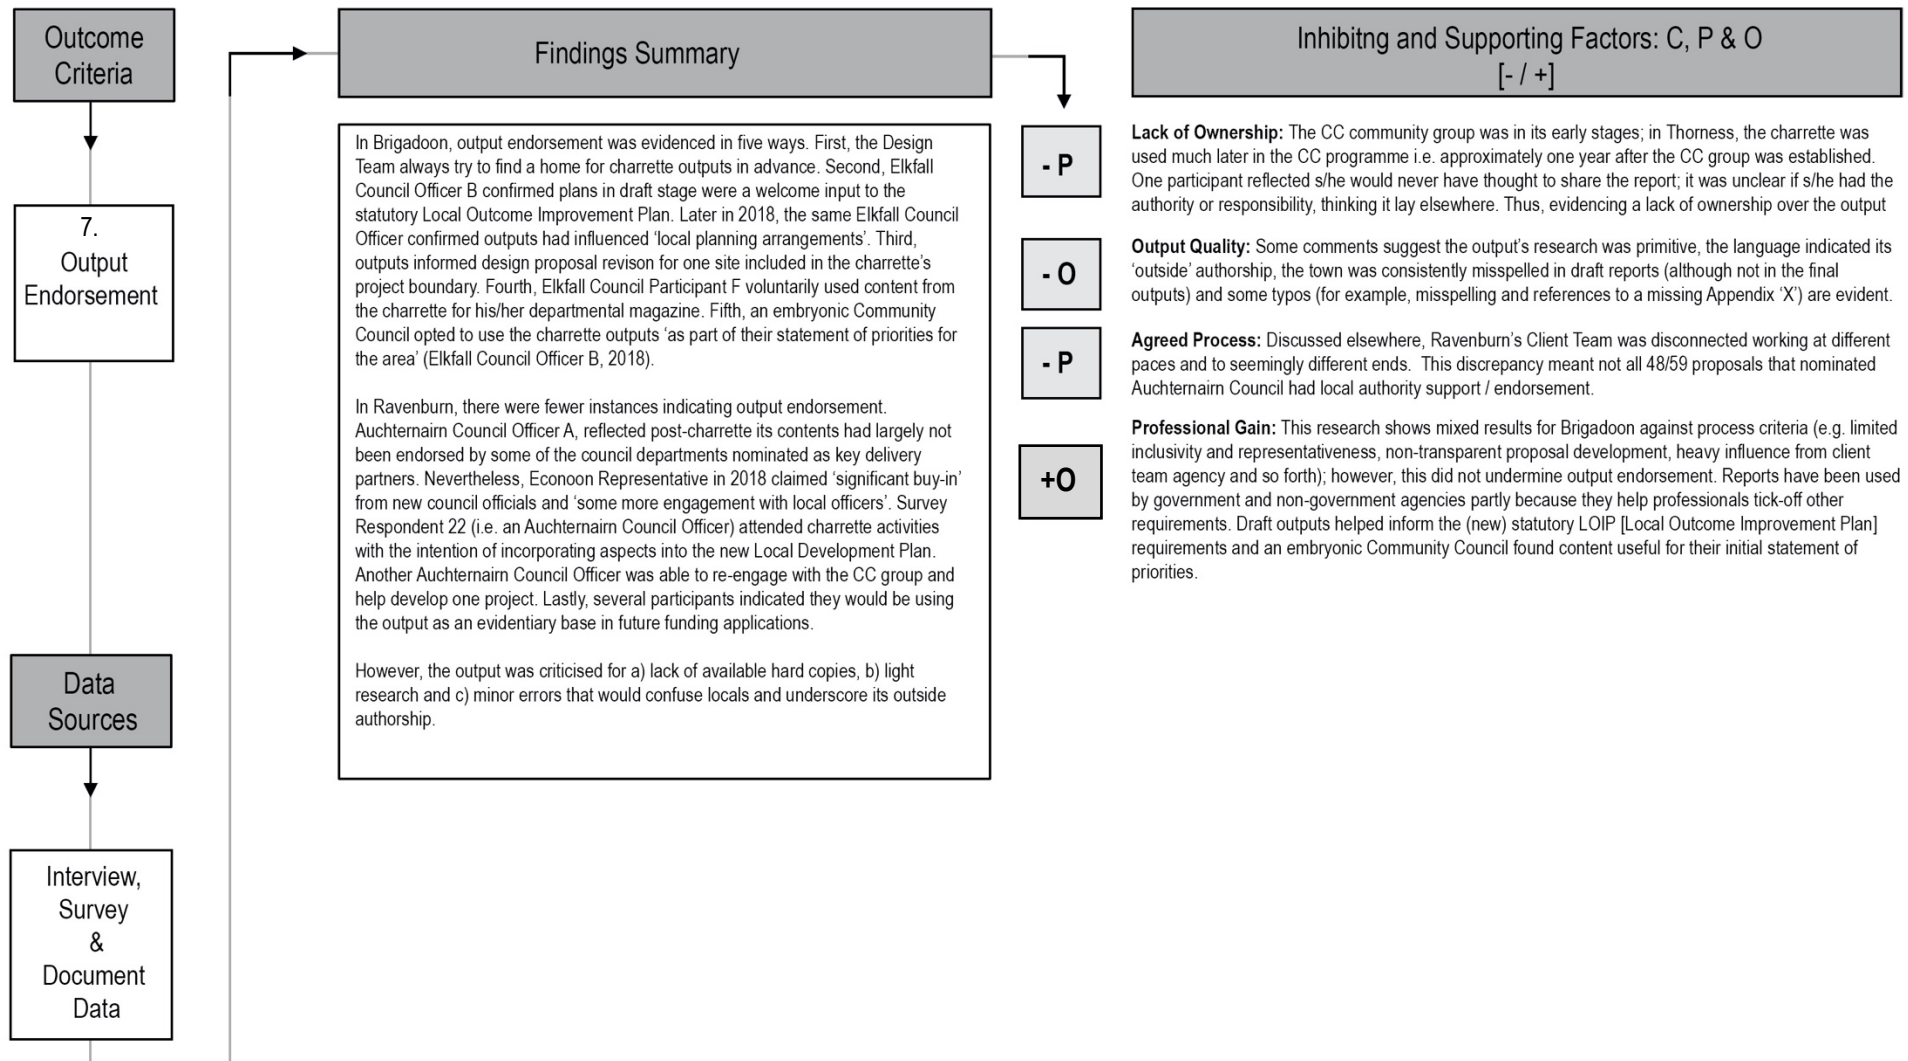 Outcome
Criteria
7.
Output
Endorsement
Data
Sources
Interview,
Survey
&
Document
Data
Findings Summary
In Brigadoon, output endorsement was evidenced in five ways. First, the Design
Team always try to find a home for charrette outputs in advance. Second, Elkfall
Council Officer B confirmed plans in draft stage were a welcome input to the
statutory Local Outcome Improvement Plan. Later in 2018, the same Elkfall Council
Officer confirmed outputs had influenced ‘local planning arrangements’. Third,
outputs informed design proposal revison for one site included in the charrette’s
project boundary. Fourth, Elkfall Council Participant F voluntarily used content from
the charrette for his/her departmental magazine. Fifth, an embryonic Community
Council opted to use the charrette outputs ‘as part of their statement of priorities for
the area’ (Elkfall Council Officer B, 2018).
In Ravenburn, there were fewer instances indicating output endorsement.
Auchternairn Council Officer A, reflected post-charrette its contents had largely not
been endorsed by some of the council departments nominated as key delivery
partners. Nevertheless, Econoon Representative in 2018 claimed ‘significant buy-in’
from new council officials and ‘some more engagement with local officers’. Survey
Respondent 22 (i.e. an Auchternairn Council Officer) attended charrette activities
with the intention of incorporating aspects into the new Local Development Plan.
Another Auchternairn Council Officer was able to re-engage with the CC group and
help develop one project. Lastly, several participants indicated they would be using
the output as an evidentiary base in future funding applications.
However, the output was criticised for a) lack of available hard copies, b) light
research and c) minor errors that would confuse locals and underscore its outside
authorship.
Inhibitng and Supporting Factors: C, P & O
[- / +]
- P
Lack of Ownership: The CC community group was in its early stages; in Thorness, the charrette was
used much later in the CC programme i.e. approximately one year after the CC group was established.
One participant reflected s/he would never have thought to share the report; it was unclear if s/he had the
authority or responsibility, thinking it lay elsewhere. Thus, evidencing a lack of ownership over the output
- O
Output Quality: Some comments suggest the output’s research was primitive, the language indicated its
‘outside’ authorship, the town was consistently misspelled in draft reports (although not in the final
outputs) and some typos (for example, misspelling and references to a missing Appendix ‘X’) are evident.
- P
Agreed Process: Discussed elsewhere, Ravenburn’s Client Team was disconnected working at different
paces and to seemingly different ends.  This discrepancy meant not all 48/59 proposals that nominated
Auchternairn Council had local authority support / endorsement.
+O
Professional Gain: This research shows mixed results for Brigadoon against process criteria (e.g. limited
inclusivity and representativeness, non-transparent proposal development, heavy influence from client
team agency and so forth); however, this did not undermine output endorsement. Reports have been used
by government and non-government agencies partly because they help professionals tick-off other
requirements. Draft outputs helped inform the (new) statutory LOIP [Local Outcome Improvement Plan]
requirements and an embryonic Community Council found content useful for their initial statement of
priorities.